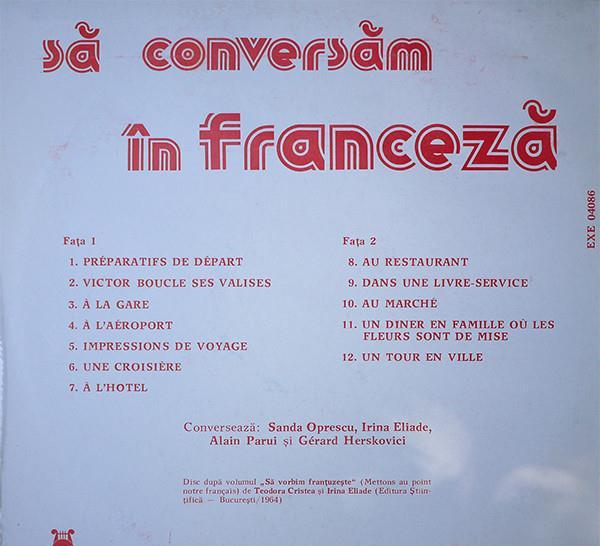 să conversăm
în franceză
Fața 1
1. PRÉPARATIFS DE DÉPART
2. VICTOR BOUCLE SES VALISES
3. À LA GARE
4. À L'AÉROPORT
5. IMPRESSIONS DE VOYAGE
6. UNE CROISIÈRE
7. À L'HOTEL
Fața 2
8. AU RESTAURANT
9. DANS UNE LIVRE-SERVICE
10. AU MARCHÉ
11. UN DINER EN FAMILLE OÙ LES
FLEURS SONT DE MISE
12. UN TOUR EN VILLE
EXE 04086
Conversează: Sanda Oprescu, Irina Eliade,
Alain Parui și Gérard Herskovici
Disc după volumul „Să vorbim franțuzește“ (Mettons au point
notre français) de Teodora Cristea și Irina Eliade (Editura Știin-
țifică — București/1964)